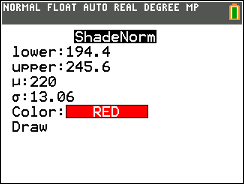 NORMAL FLOAT AUTO REAL DEGREE MP
ShadeNorm
lower:194.4
upper:245.6
μ:220
σ:13.06
Color: RED
Draw